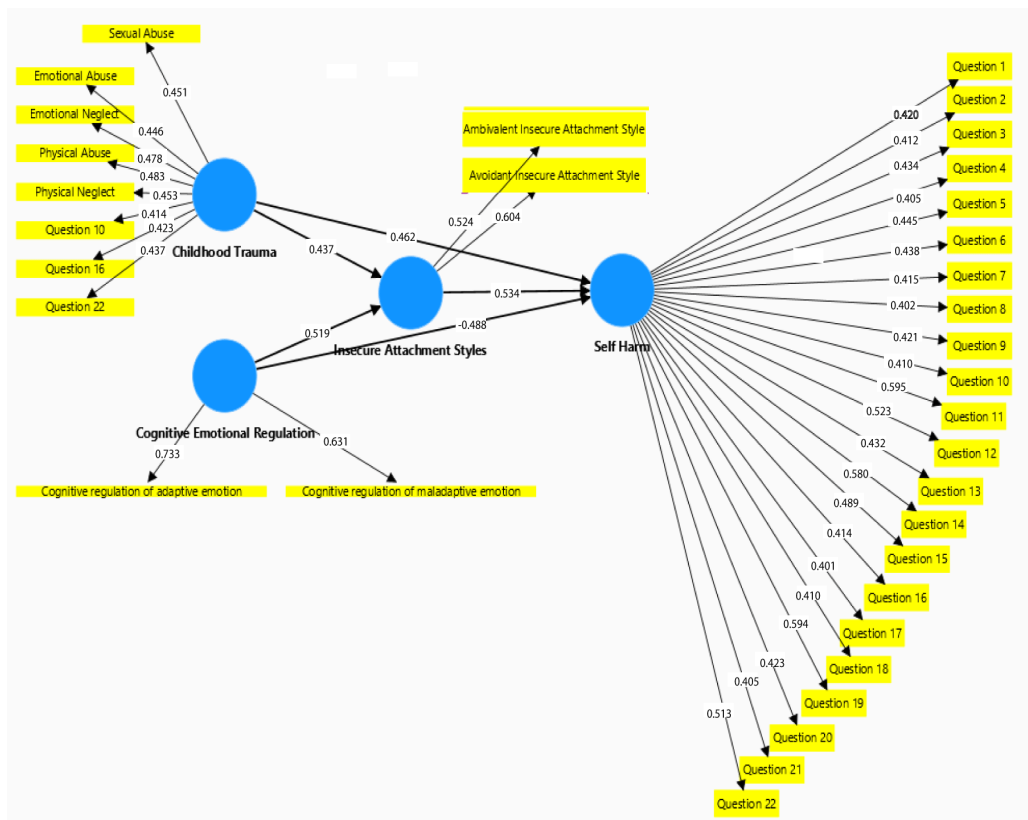 Sexual Abuse
Emotional Abuse
Emotional Neglect
Physical Abuse
Physical Neglect
Question 10
Question 16
Question 22
0.451
0.446
0.478
0.483
0.453
0.414
0.423
0.437
Childhood Trauma
Ambivalent Insecure Attachment Style
Avoidant Insecure Attachment Style
0.524
0.604
0.462
0.437
0.534
0.519
-0.488
Insecure Attachment Styles
Self Harm
Cognitive Emotional Regulation
0.733
0.631
Cognitive regulation of adaptive emotion
Cognitive regulation of maladaptive emotion
0.420
0.412
0.434
0.405
0.445
0.438
0.415
0.402
0.421
0.410
0.595
0.523
0.432
0.580
0.489
0.414
0.401
0.410
0.594
0.423
0.405
0.513
Question 1
Question 2
Question 3
Question 4
Question 5
Question 6
Question 7
Question 8
Question 9
Question 10
Question 11
Question 12
Question 13
Question 14
Question 15
Question 16
Question 17
Question 18
Question 19
Question 20
Question 21
Question 22